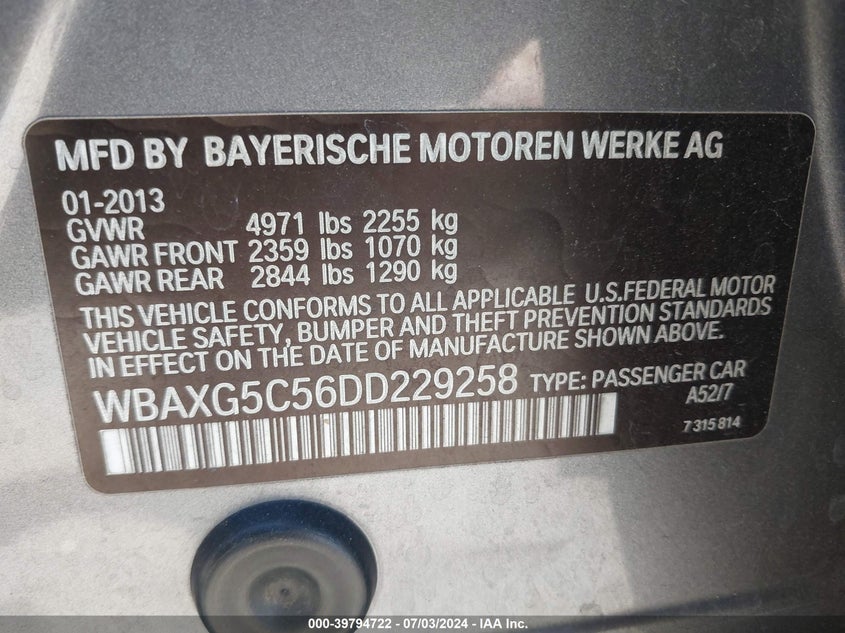 MFD BY BAYERISCHE MOTOREN WERKE AG
01-2013
GVWR 4971 lbs 2255 kg
GAWR FRONT 2359 lbs 1070 kg
GAWR REAR 2844 lbs 1290 kg
THIS VEHICLE CONFORMS TO ALL APPLICABLE U.S.FEDERAL MOTOR
VEHICLE SAFETY, BUMPER AND THEFT PREVENTION STANDARDS
IN EFFECT ON THE DATE OF MANUFACTURE SHOWN ABOVE.
WBAXG5C56DD229258 TYPE: PASSENGER CAR
A52/7
7 315 814
000-39794722 - 07/03/2024 - IAA Inc.